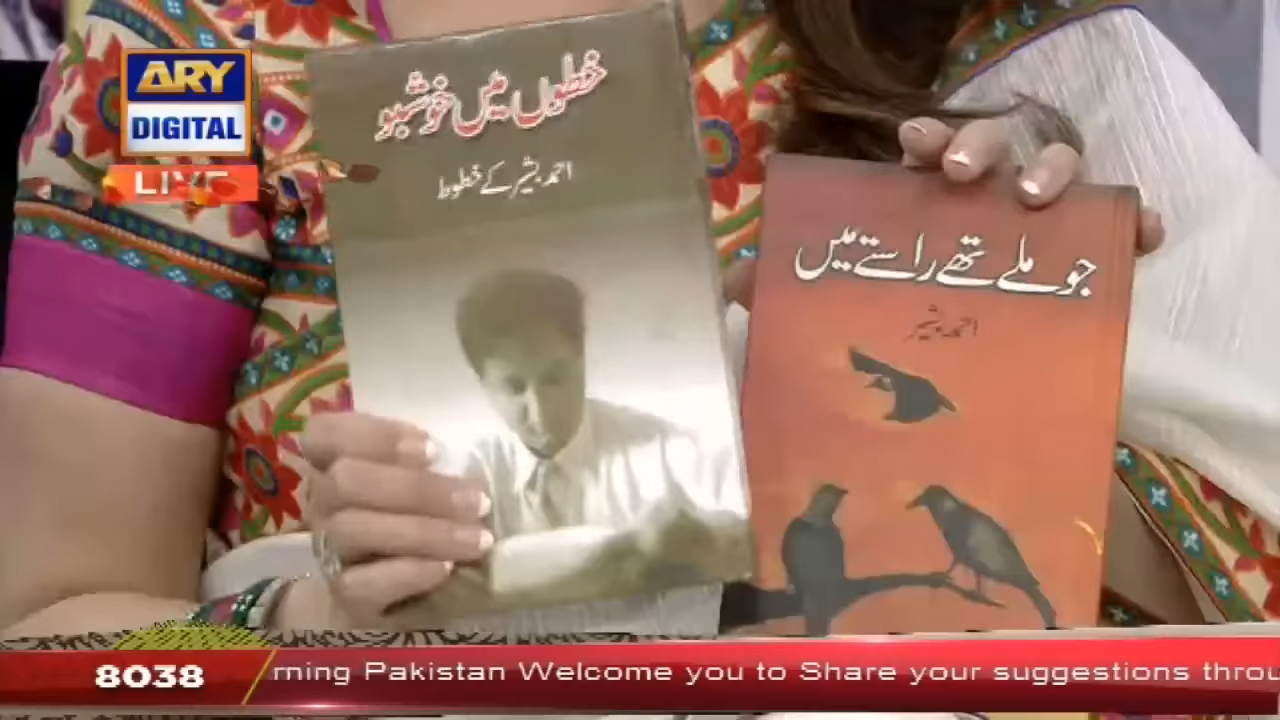 ARY
DIGITAL
LIVE
خطوں میں خوشبو
احمد بشیر کے خطوط
جو ملے تھے راستے میں
احمد بشیر
8038
rning Pakistan Welcome you to Share your suggestions throu